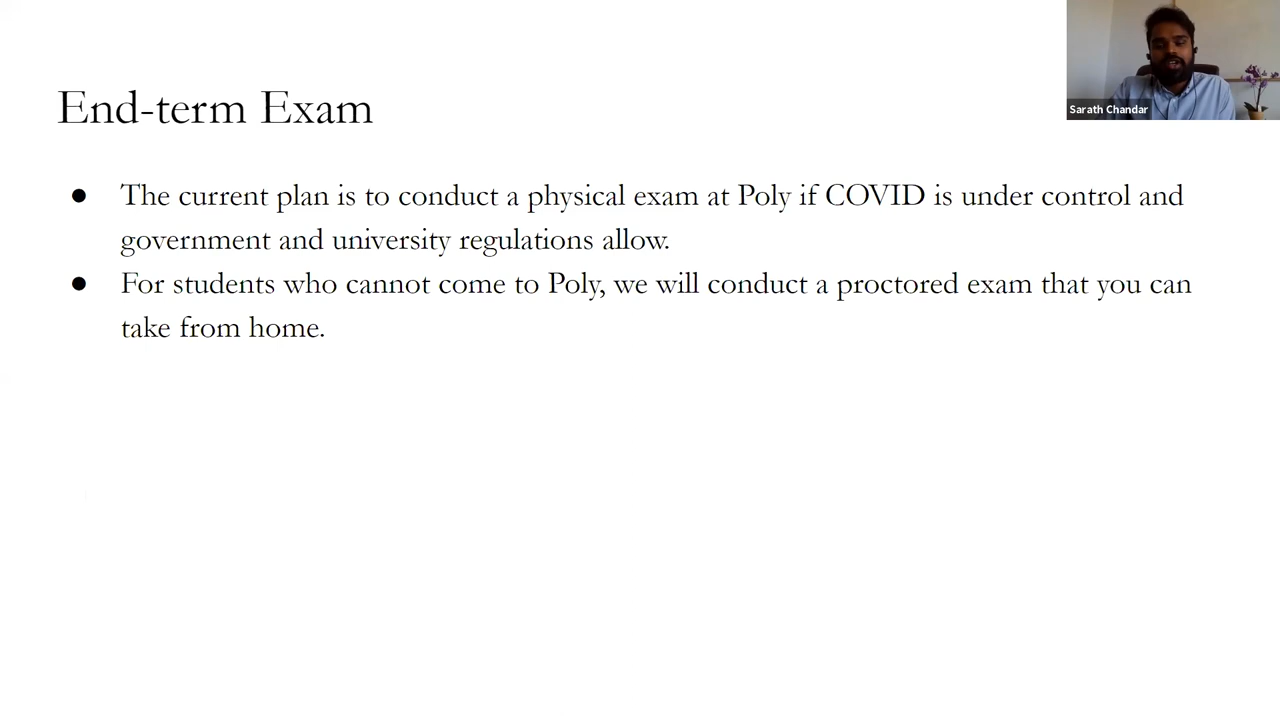 Sarath Chandar
End-term Exam
● The current plan is to conduct a physical exam at Poly if COVID is under control and
government and university regulations allow.
● For students who cannot come to Poly, we will conduct a proctored exam that you can
take from home.